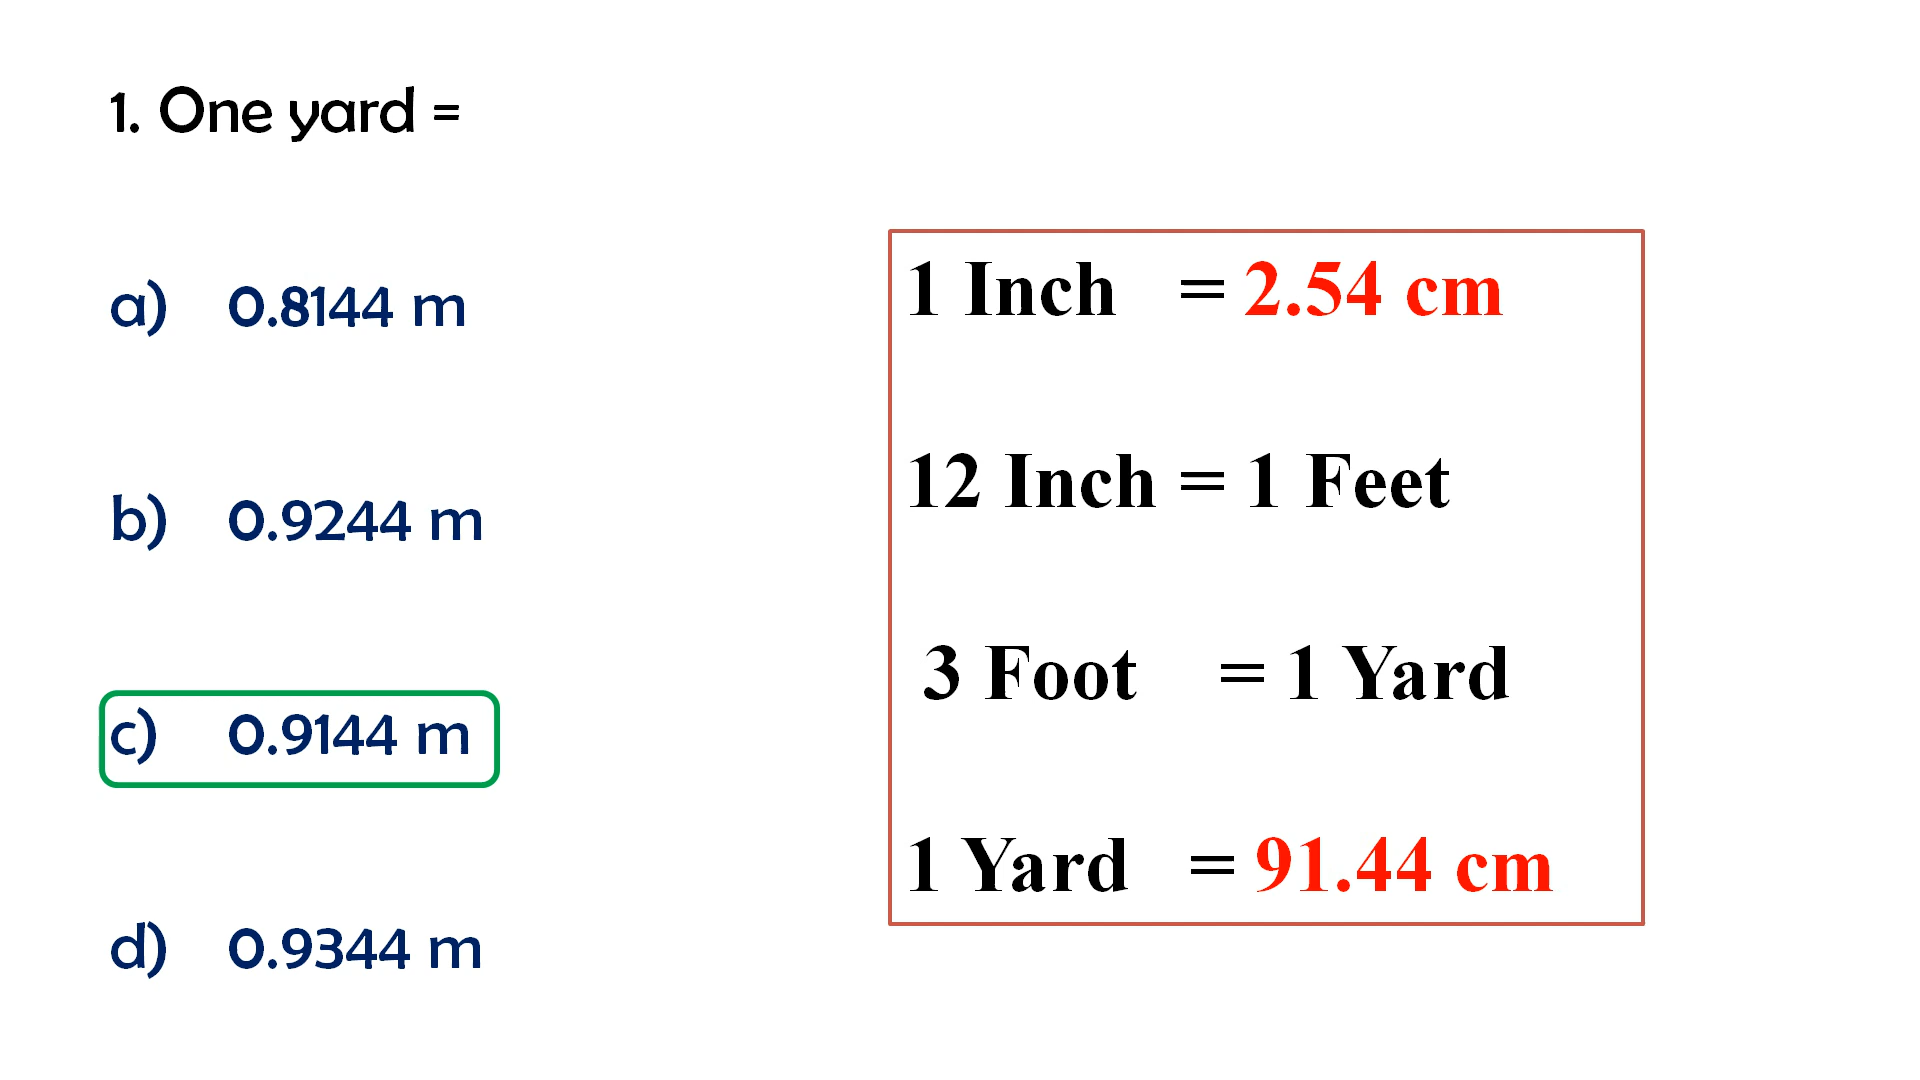 1. One yard =
a) 0.8144 m
b) 0.9244 m
c) 0.9144 m
d) 0.9344 m
1 Inch = 2.54 cm
12 Inch = 1 Feet
3 Foot = 1 Yard
1 Yard = 91.44 cm